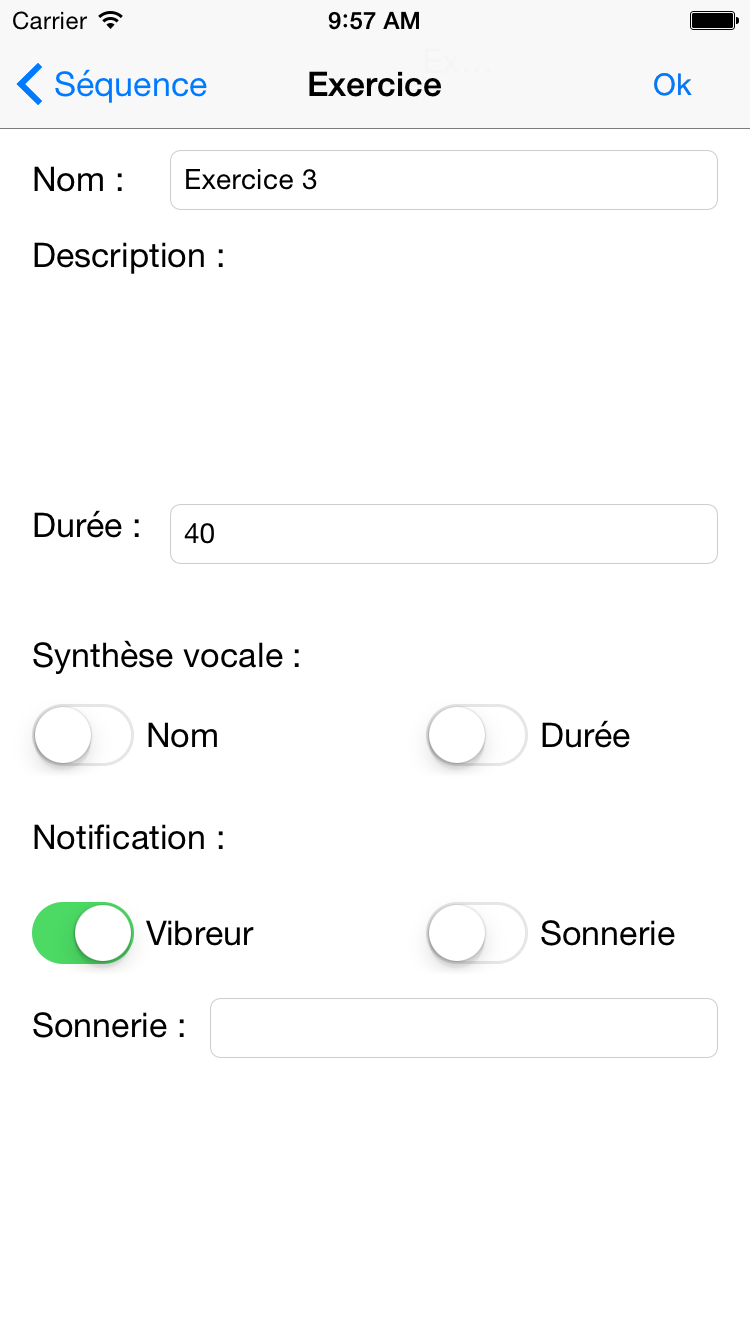 Carrier 9:57 AM
Séquence Exercice Ok
Nom : Exercice 3
Description :
Durée : 40
Synthèse vocale :
Nom Durée
Notification :
Vibreur Sonnerie
Sonnerie :